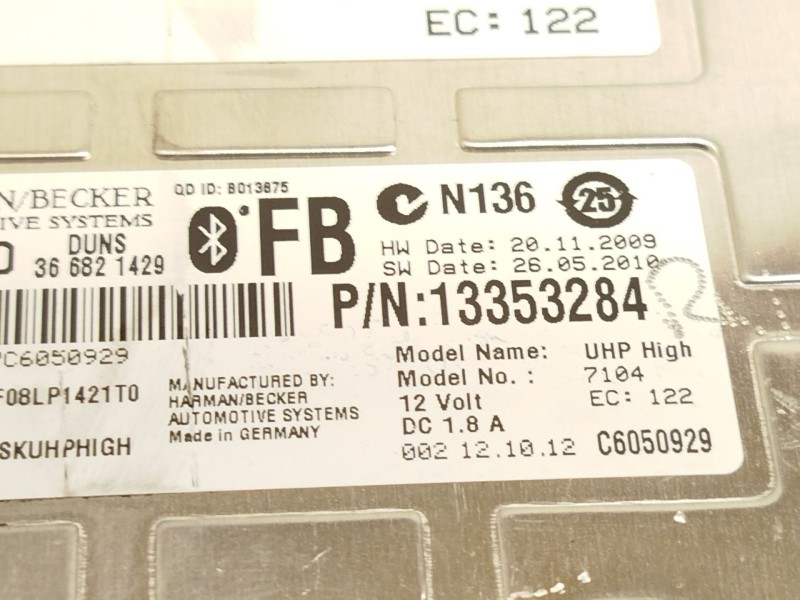 EC: 122
N/BECKER
IVE SYSTEMS
QD ID: B013875
FB
N136
25
DUNS
36 682 1429
HW Date: 20.11.2009
SW Date: 26.05.2010
P/N:13353284
C6050929
F08LP1421T0
SKUHPHIGH
MANUFACTURED BY:
HARMAN/BECKER
AUTOMOTIVE SYSTEMS
Made in GERMANY
Model Name: UHP High
Model No. : 7104
12 Volt EC: 122
DC 1.8 A
002 12.10.12 C6050929